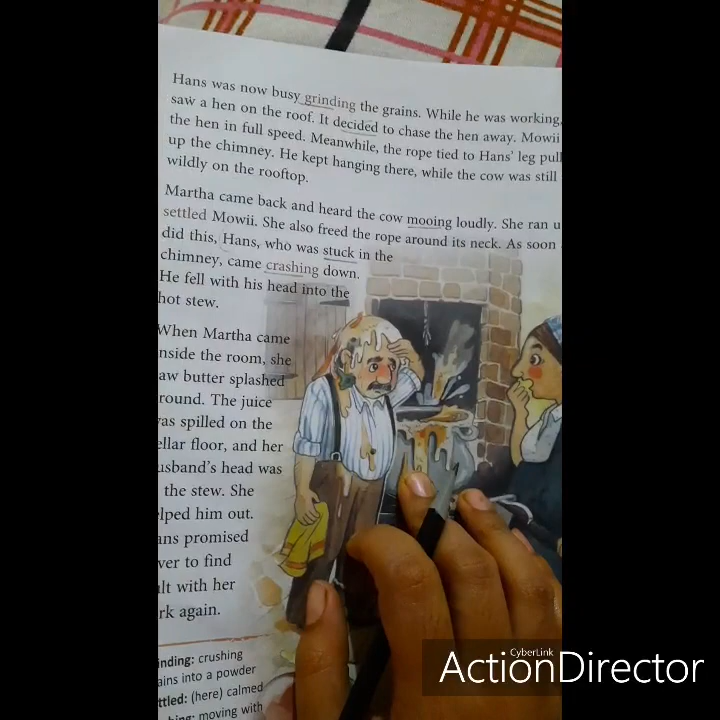 Hans was now busy grinding the grains. While he was working,
saw a hen on the roof. It decided to chase the hen away. Mowii
the hen in full speed. Meanwhile, the rope tied to Hans' leg pull
up the chimney. He kept hanging there, while the cow was still
wildly on the rooftop.
Martha came back and heard the cow mooing loudly. She ran u
settled Mowii. She also freed the rope around its neck. As soon
did this, Hans, who was stuck in the
chimney, came crashing down.
He fell with his head into the
hot stew.
When Martha came
nside the room, she
aw butter splashed
round. The juice
as spilled on the
ellar floor, and her
usband's head was
the stew. She
elped him out.
ans promised
ver to find
ult with her
rk again.
inding: crushing
ains into a powder
ttled: (here) calmed
hing: moving with
CyberLink
ActionDirector